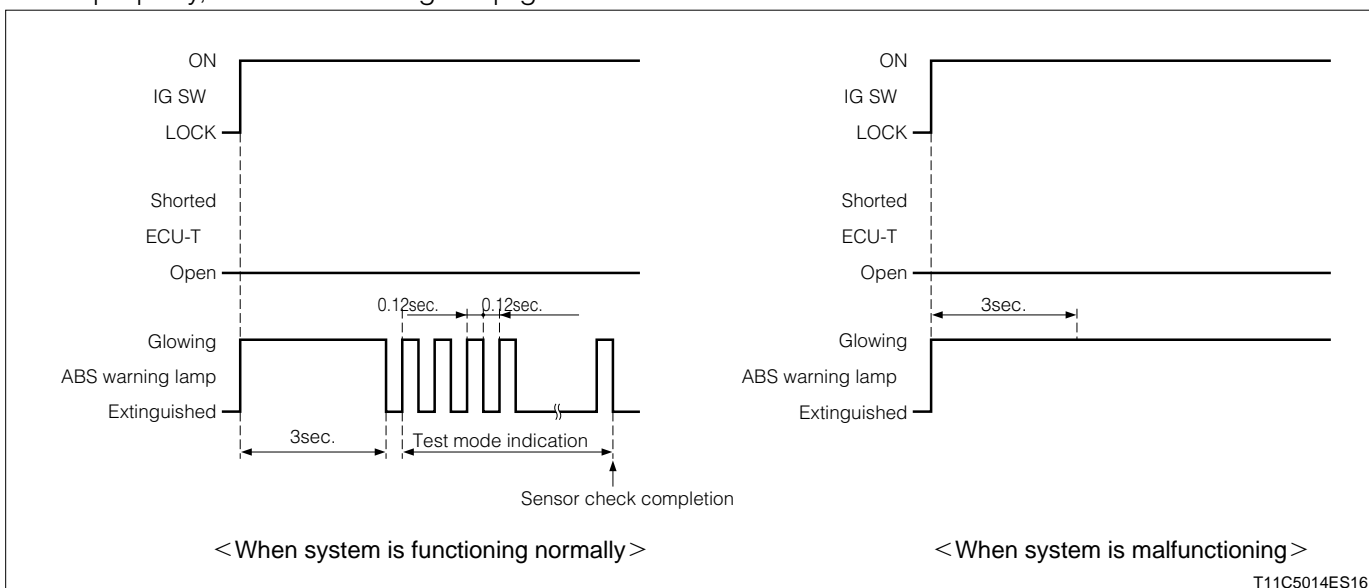 ON
IG SW
LOCK
Shorted
ECU-T
Open
0.12sec.
0.12sec.
Glowing
ABS warning lamp
Extinguished
3sec.
Test mode indication
Sensor check completion
<When system is functioning normally>
ON
IG SW
LOCK
Shorted
ECU-T
Open
3sec.
Glowing
ABS warning lamp
Extinguished
<When system is malfunctioning>
T11C5014ES16